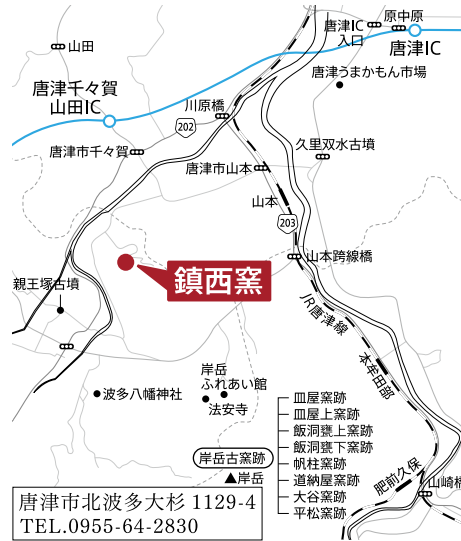 原中原
唐津IC
入口
唐津IC
山田
唐津千々賀
山田IC
唐津うまかもん市場
川原橋
202
唐津市千々賀
久里双水古墳
唐津市山本
山本
203
山本跨線橋
鎮西窯
親王塚古墳
JR唐津線
本牟田部
岸岳
ふれあい館
波多八幡神社
法安寺
皿屋窯跡
皿屋上窯跡
飯洞甕上窯跡
飯洞甕下窯跡
帆柱窯跡
道納屋窯跡
大谷窯跡
平松窯跡
岸岳古窯跡
岸岳
肥前久保
山崎橋
唐津市北波多大杉 1129-4
TEL.0955-64-2830